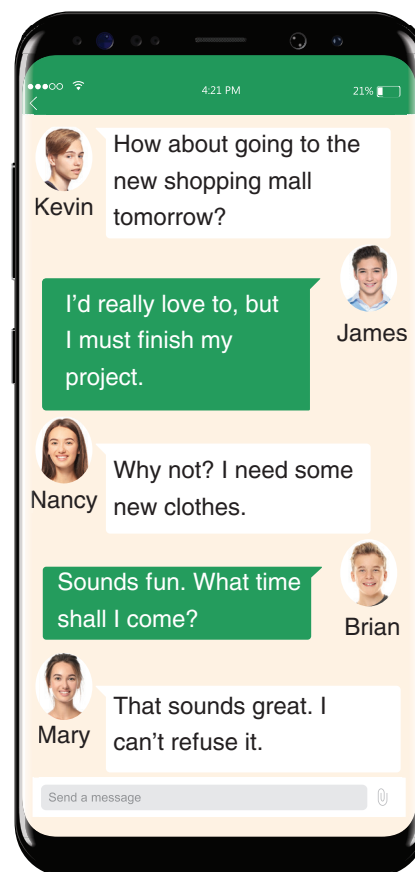 4:21 PM
21%
How about going to the
new shopping mall
tomorrow?
Kevin
I’d really love to, but
I must finish my
project.
James
Why not? I need some
new clothes.
Nancy
Sounds fun. What time
shall I come?
Brian
That sounds great. I
can’t refuse it.
Mary
Send a message